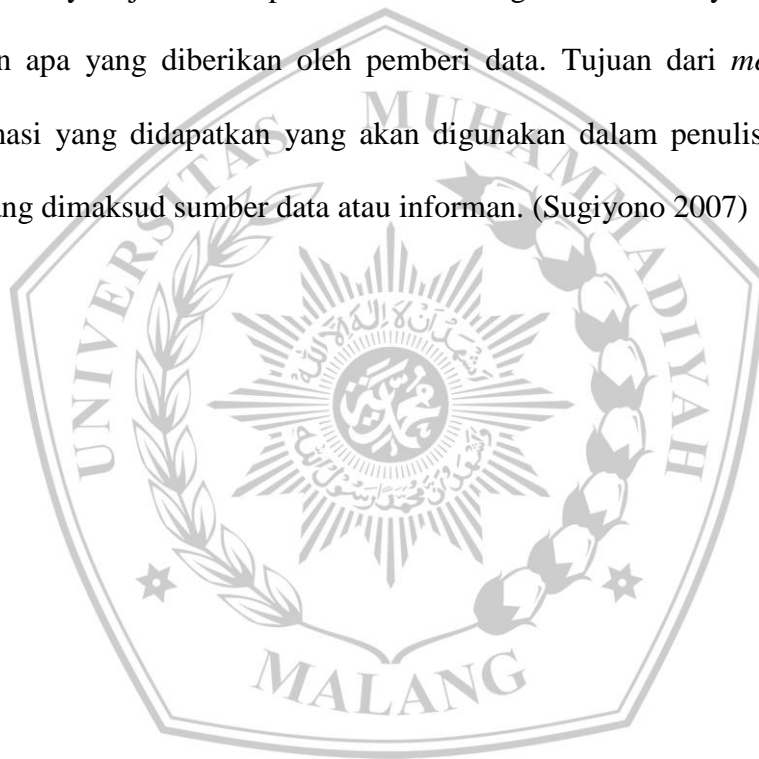 n apa yang diberikan oleh pemberi data. Tujuan dari me
nasi yang didapatkan yang akan digunakan dalam penulis
ang dimaksud sumber data atau informan. (Sugiyono 2007)
UNIVERSITAS MUHAMMADIYAH
MALANG